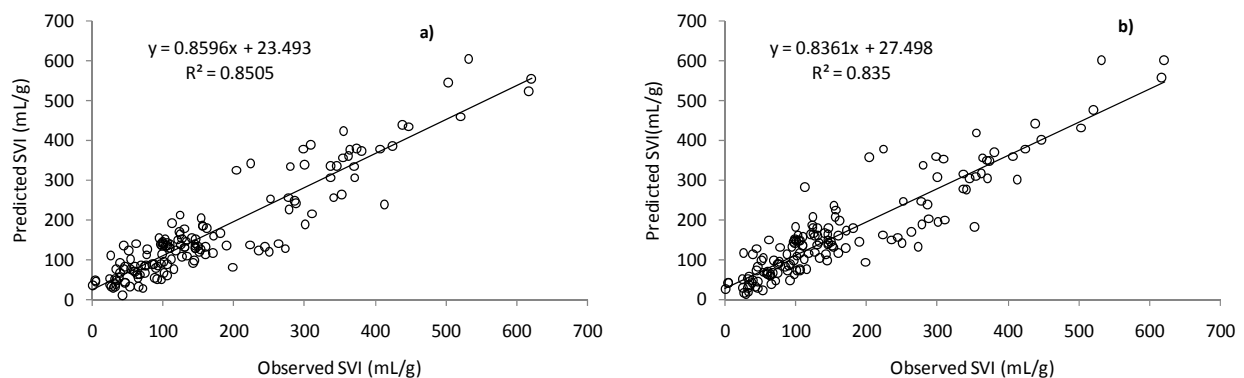 a)
y = 0.8596x + 23.493
R² = 0.8505
700
600
500
400
300
200
100
0
Predicted SVI (mL/g)
0 100 200 300 400 500 600 700
Observed SVI (mL/g)
b)
y = 0.8361x + 27.498
R² = 0.835
700
600
500
400
300
200
100
0
Predicted SVI(mL/g)
0 100 200 300 400 500 600 700
Observed SVI (mL/g)